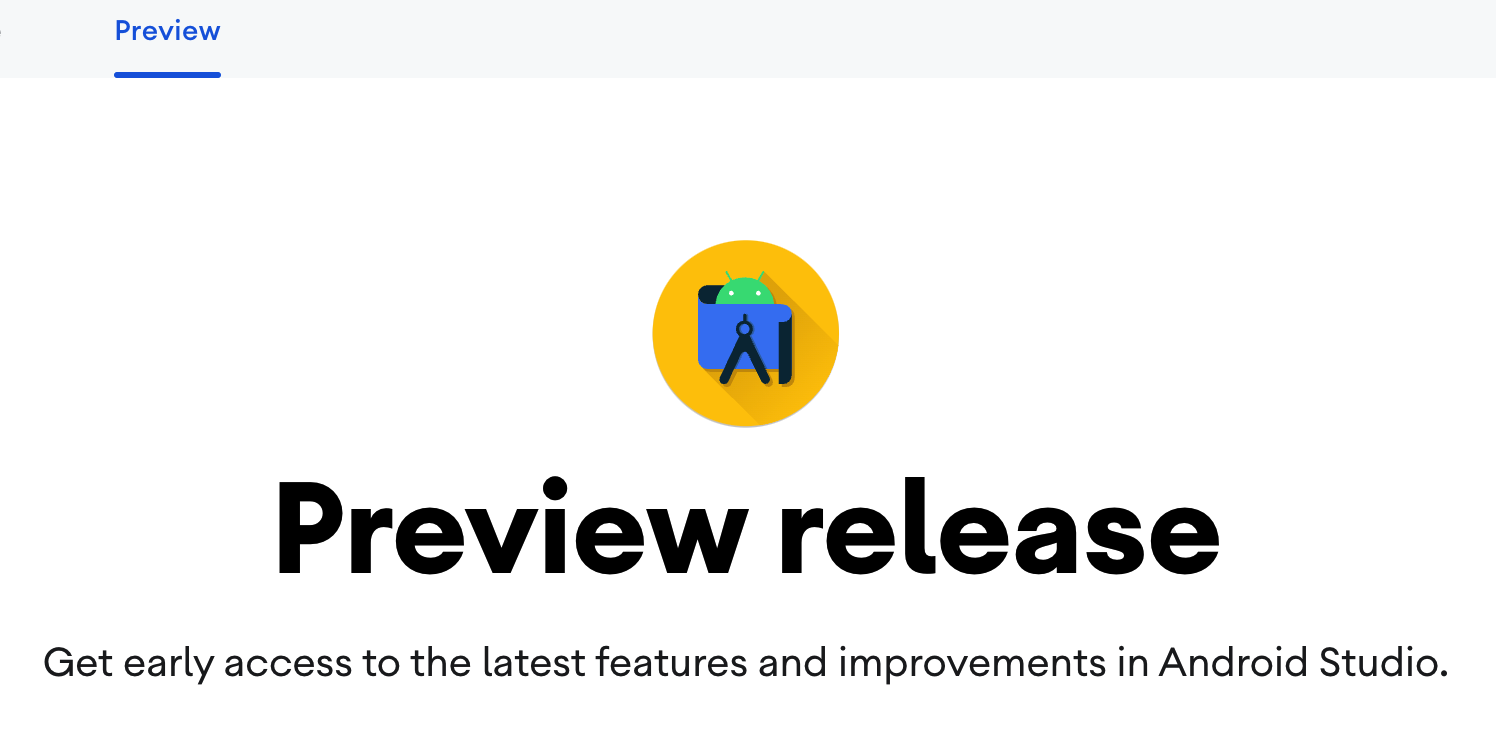 Preview
Preview release
Get early access to the latest features and improvements in Android Studio.